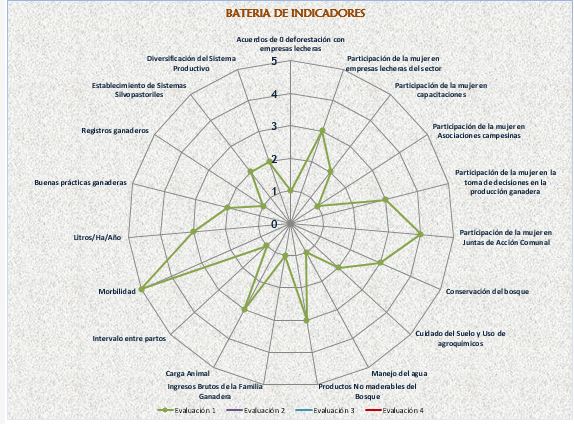 BATERIA DE INDICADORES
Acuerdos de 0 deforestación con
empresas lecheras
Participación de la mujer en
empresas lecheras del sector
Participación de la mujer en
capacitaciones
Participación de la mujer en
Asociaciones campesinas
Participación de la mujer en la
toma de decisiones en la
producción ganadera
Participación de la mujer en
Juntas de Acción Comunal
Conservación del bosque
Cuidado del Suelo y Uso de
agroquímicos
Manejo del agua
Productos No maderables del
Bosque
Ingresos Brutos de la Familia
Ganadera
Carga Animal
Intervalo entre partos
Morbilidad
Litros/Ha/Año
Buenas prácticas ganaderas
Registros ganaderos
Establecimiento de Sistemas
Silvopastoriles
Diversificación del Sistema
Productivo
5
4
3
2
1
0
Evaluación 1
Evaluación 2
Evaluación 3
Evaluación 4